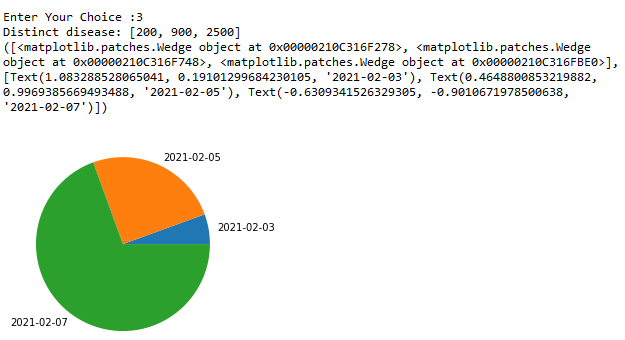 Enter Your Choice :3
Distinct disease: [200, 900, 2500]
([<matplotlib.patches.Wedge object at 0x00000210C316F278>, <matplotlib.patches.Wedge
object at 0x00000210C316F748>, <matplotlib.patches.Wedge object at 0x00000210C316FBE0>],
[Text(1.083288528065041, 0.19101299684230105, '2021-02-03'), Text(0.4648800853219882,
0.9969385669493488, '2021-02-05'), Text(-0.6309341526329305, -0.9010671978500638,
'2021-02-07')])
2021-02-05
2021-02-03
2021-02-07